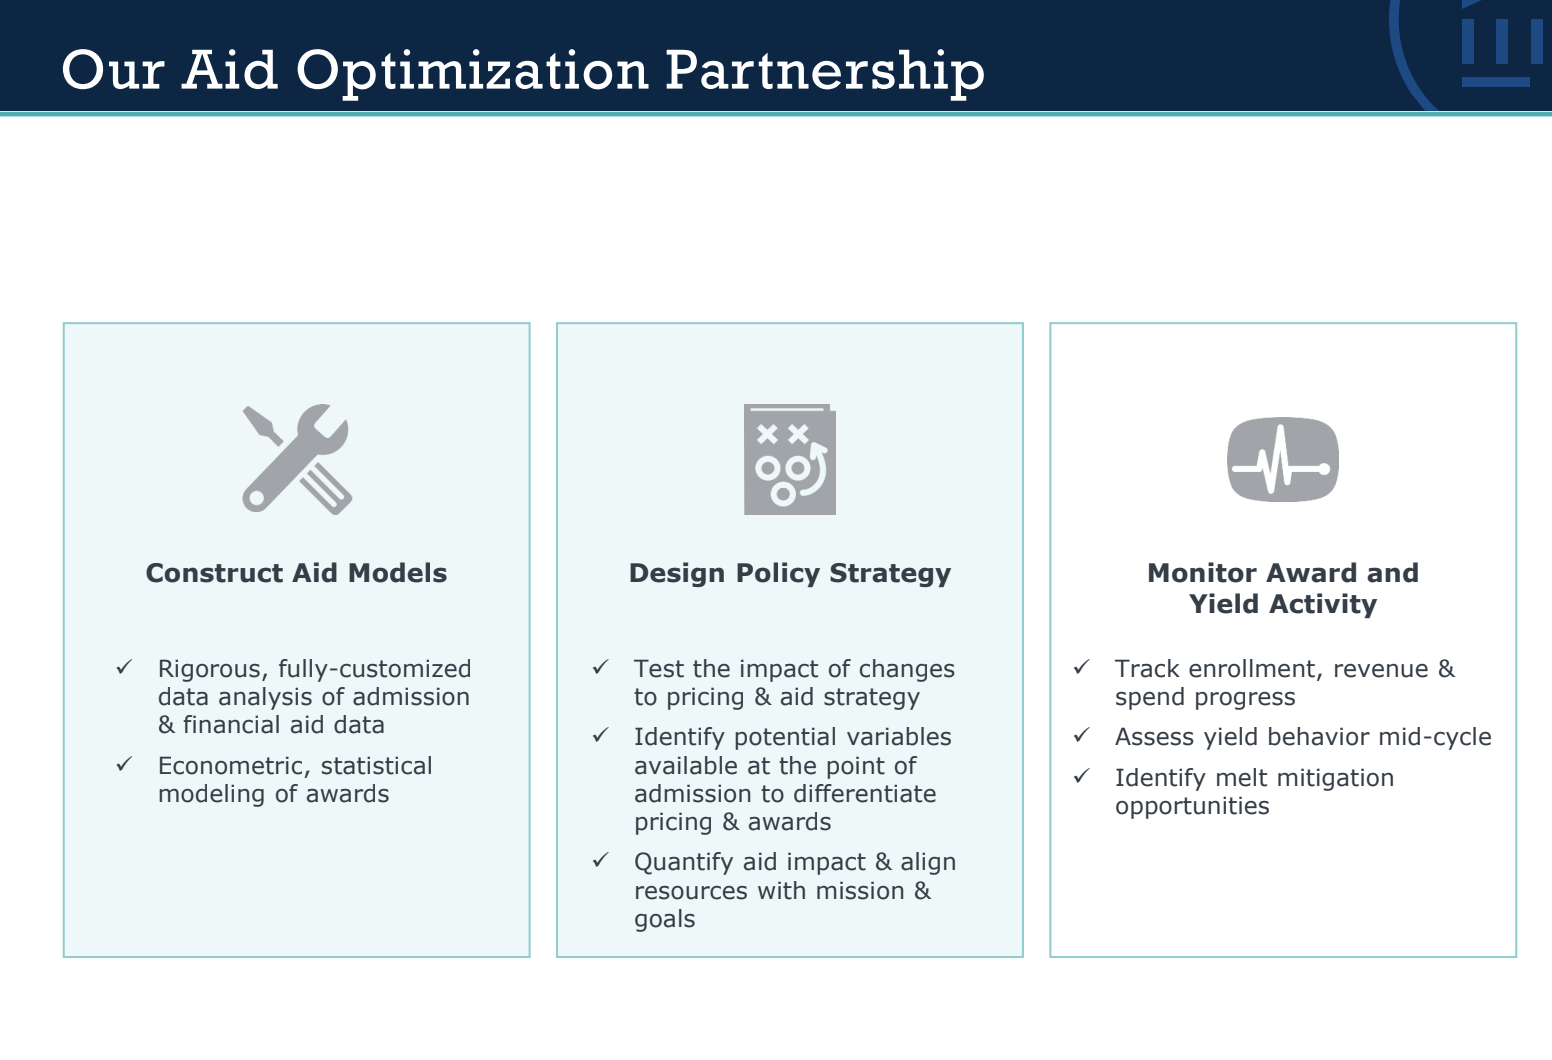 Our Aid Optimization Partnership
Construct Aid Models
✓ Rigorous, fully-customized
data analysis of admission
& financial aid data
✓ Econometric, statistical
modeling of awards
Design Policy Strategy
✓ Test the impact of changes
to pricing & aid strategy
✓ Identify potential variables
available at the point of
admission to differentiate
pricing & awards
✓ Quantify aid impact & align
resources with mission &
goals
Monitor Award and
Yield Activity
✓ Track enrollment, revenue &
spend progress
✓ Assess yield behavior mid-cycle
✓ Identify melt mitigation
opportunities